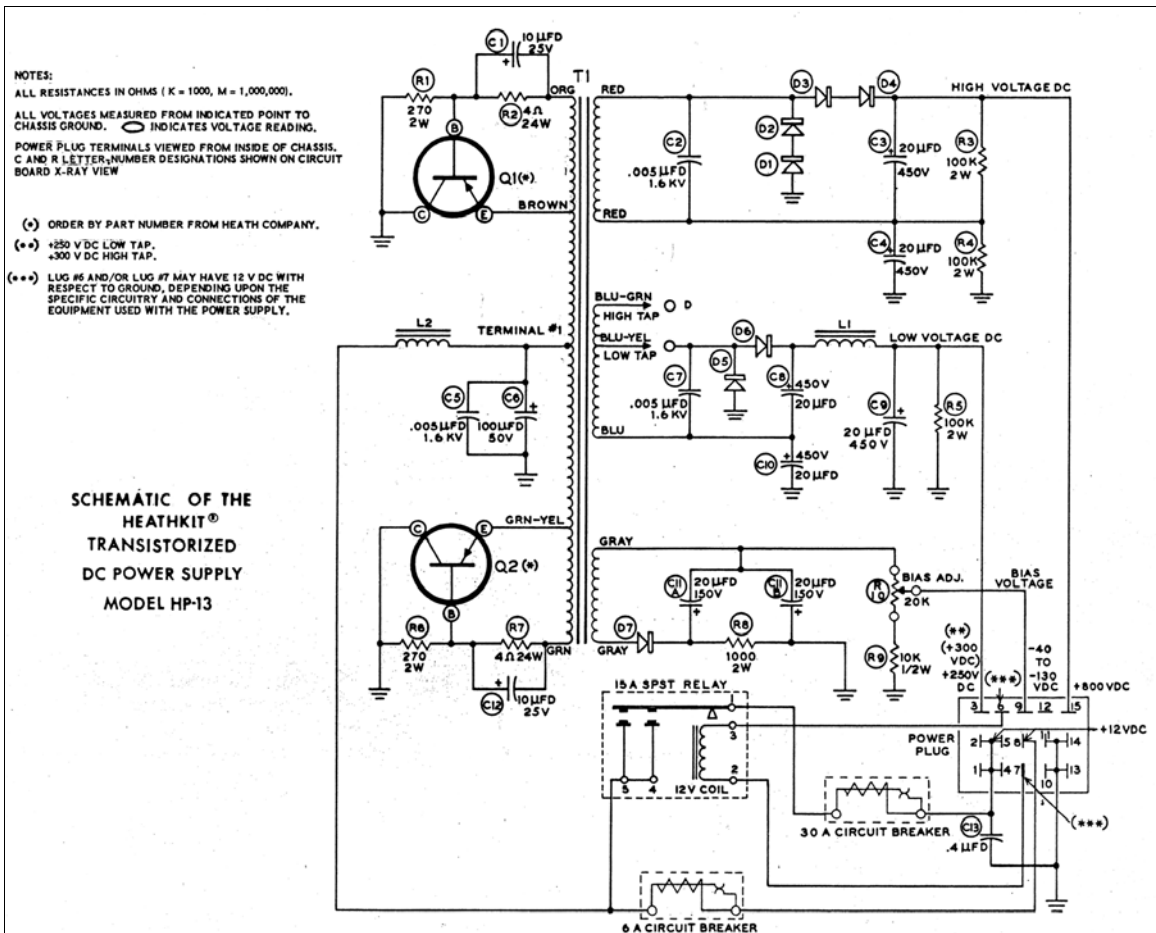 NOTES:
ALL RESISTANCES IN OHMS ( K = 1000, M = 1,000,000).
ALL VOLTAGES MEASURED FROM INDICATED POINT TO
CHASSIS GROUND. INDICATES VOLTAGE READING.
POWER PLUG TERMINALS VIEWED FROM INSIDE OF CHASSIS.
C AND R LETTER-NUMBER DESIGNATIONS SHOWN ON CIRCUIT
BOARD X-RAY VIEW
(*) ORDER BY PART NUMBER FROM HEATH COMPANY.
(**) +250 V DC LOW TAP.
+300 V DC HIGH TAP.
(***) LUG #6 AND/OR LUG #7 MAY HAVE 12 V DC WITH
RESPECT TO GROUND, DEPENDING UPON THE
SPECIFIC CIRCUITRY AND CONNECTIONS OF THE
EQUIPMENT USED WITH THE POWER SUPPLY.
SCHEMATIC OF THE
HEATHKIT®
TRANSISTORIZED
DC POWER SUPPLY
MODEL HP-13
C1
10 µFD
25V
+
R1
270
2W
R2
4Ω
24W
ORG
T1
B
Q1(*)
C
E
BROWN
L2
TERMINAL #1
C5
.005µFD
1.6 KV
C6
100µFD
50V
+
C
E
GRN-YEL
Q2(*)
B
R6
270
2W
R7
4Ω 24W
GRN
+
C12
10µFD
25V
RED
C2
.005 µFD
1.6 KV
D3
D4
D2
D1
HIGH VOLTAGE DC
C3
+
20 µFD
450V
R3
100K
2W
RED
C4
+
20 µFD
450V
R4
100K
2W
BLU-GRN
HIGH TAP
D
BLU-YEL
LOW TAP
D6
L1
LOW VOLTAGE DC
D5
C7
.005 µFD
1.6 KV
C8
+
450V
20µFD
C9
+
20 µFD
450V
R5
100K
2W
BLU
C10
+
450V
20µFD
GRAY
C11
A
20µFD
150V
+
C11
B
20 µFD
150V
+
R
10
BIAS ADJ.
20K
BIAS
VOLTAGE
D7
GRAY
R8
1000
2W
R9
10K
1/2W
(**)
(+300
VDC)
+250V
DC
(***)
-40
TO
-130
VDC
+800VDC
15A SPST RELAY
1
3
2
5
4
12V COIL
3
6
9
12
15
POWER
PLUG
2
5
8
11
14
+12VDC
1
4
7
10
13
(***)
30 A CIRCUIT BREAKER
C13
.4 µFD
6 A CIRCUIT BREAKER